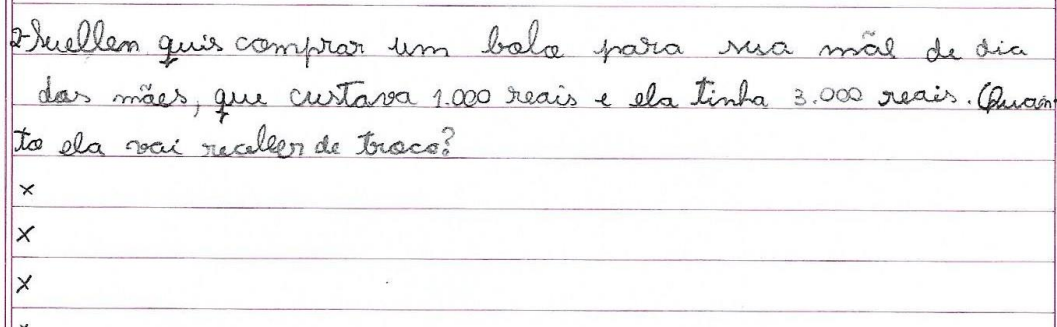 2-Suellen quis comprar um bolo para sua mãe de dia
das mães, que custava 1.000 reais e ela tinha 3.000 reais. Quan
to ela vai receber de troco?
x
x
x